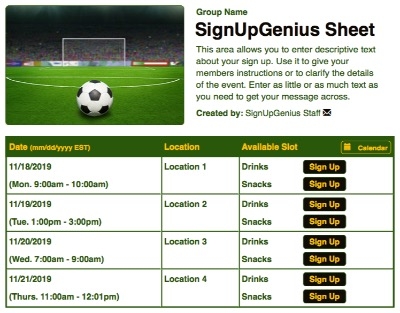 Group Name
SignUpGenius Sheet
This area allows you to enter descriptive text
about your sign up. Use it to give your
members instructions or to clarify the details
of the event. Enter as little or as much text as
you need to get your message across.
Created by: SignUpGenius Staff
Date (mm/dd/yyyy EST) Location Available Slot Calendar
11/18/2019 Location 1 Drinks Sign Up
(Mon. 9:00am - 10:00am) Snacks Sign Up
11/19/2019 Location 2 Drinks Sign Up
(Tue. 1:00pm - 3:00pm) Snacks Sign Up
11/20/2019 Location 3 Drinks Sign Up
(Wed. 7:00am - 9:00am) Snacks Sign Up
11/21/2019 Location 4 Drinks Sign Up
(Thurs. 11:00am - 12:01pm) Snacks Sign Up